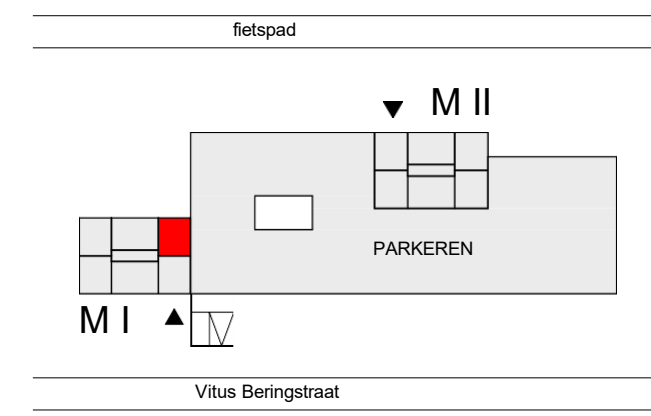 fietspad
M II
PARKEREN
M I
Vitus Beringstraat